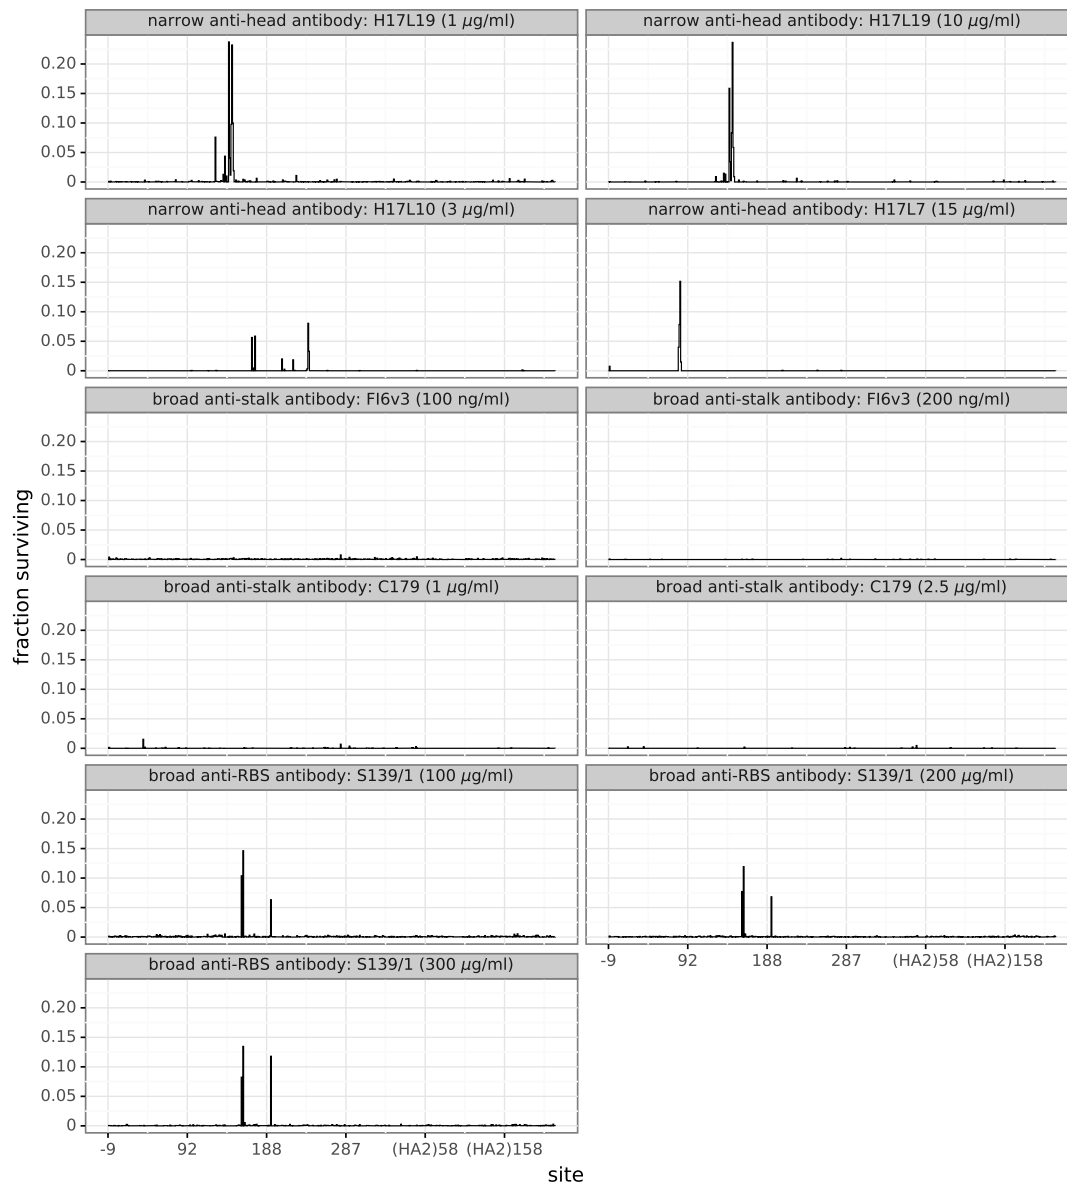 narrow anti-head antibody: H17L19 (1 μg/ml)
narrow anti-head antibody: H17L19 (10 μg/ml)
0.20
0.15
0.10
0.05
0
narrow anti-head antibody: H17L10 (3 μg/ml)
narrow anti-head antibody: H17L7 (15 μg/ml)
0.20
0.15
0.10
0.05
0
broad anti-stalk antibody: FI6v3 (100 ng/ml)
broad anti-stalk antibody: FI6v3 (200 ng/ml)
0.20
0.15
0.10
0.05
0
fraction surviving
broad anti-stalk antibody: C179 (1 μg/ml)
broad anti-stalk antibody: C179 (2.5 μg/ml)
0.20
0.15
0.10
0.05
0
broad anti-RBS antibody: S139/1 (100 μg/ml)
broad anti-RBS antibody: S139/1 (200 μg/ml)
0.20
0.15
0.10
0.05
0
-9 92 188 287 (HA2)58 (HA2)158
broad anti-RBS antibody: S139/1 (300 μg/ml)
0.20
0.15
0.10
0.05
0
-9 92 188 287 (HA2)58 (HA2)158
site